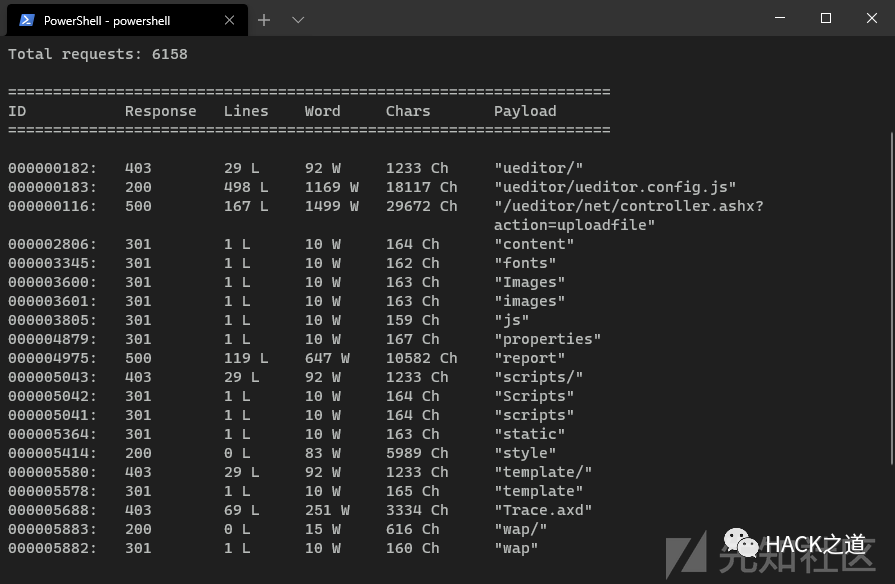 PowerShell - powershell
Total requests: 6158
===================================================================
ID Response Lines Word Chars Payload
===================================================================
000000182: 403 29 L 92 W 1233 Ch "ueditor/"
000000183: 200 498 L 1169 W 18117 Ch "ueditor/ueditor.config.js"
000000116: 500 167 L 1499 W 29672 Ch "/ueditor/net/controller.ashx?
action=uploadfile"
000002806: 301 1 L 10 W 164 Ch "content"
000003345: 301 1 L 10 W 162 Ch "fonts"
000003600: 301 1 L 10 W 163 Ch "Images"
000003601: 301 1 L 10 W 163 Ch "images"
000003805: 301 1 L 10 W 159 Ch "js"
000004879: 301 1 L 10 W 167 Ch "properties"
000004975: 500 119 L 647 W 10582 Ch "report"
000005043: 403 29 L 92 W 1233 Ch "scripts/"
000005042: 301 1 L 10 W 164 Ch "Scripts"
000005041: 301 1 L 10 W 164 Ch "scripts"
000005364: 301 1 L 10 W 163 Ch "static"
000005414: 200 0 L 83 W 5989 Ch "style"
000005580: 403 29 L 92 W 1233 Ch "template/"
000005578: 301 1 L 10 W 165 Ch "template"
000005688: 403 69 L 251 W 3334 Ch "Trace.axd"
000005883: 200 0 L 15 W 616 Ch "wap/"
000005882: 301 1 L 10 W 160 Ch "wap"
HACK之道
先知社区